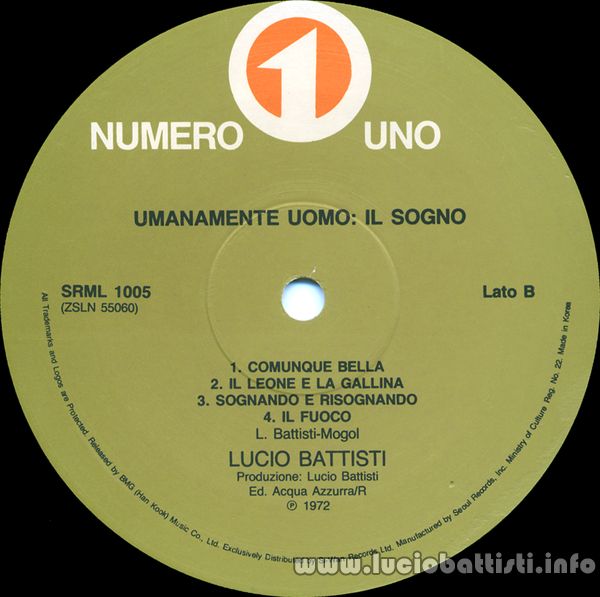 NUMERO 1 UNO
UMANAMENTE UOMO: IL SOGNO
SRML 1005
(ZSLN 55060)
Lato B
1. COMUNQUE BELLA
2. IL LEONE E LA GALLINA
3. SOGNANDO E RISOGNANDO
4. IL FUOCO
L. Battisti-Mogol
LUCIO BATTISTI
Produzione: Lucio Battisti
Ed. Acqua Azzurra/R
℗ 1972
All Trademarks and Logos are Protected. Released by BMG (Han Kook) Music Co., Ltd. Exclusively Distributed by Records Ltd. Manufactured by Seoul Records, Inc. Ministry of Culture Reg. No. 22. Made in Korea
www.luciobattisti.info